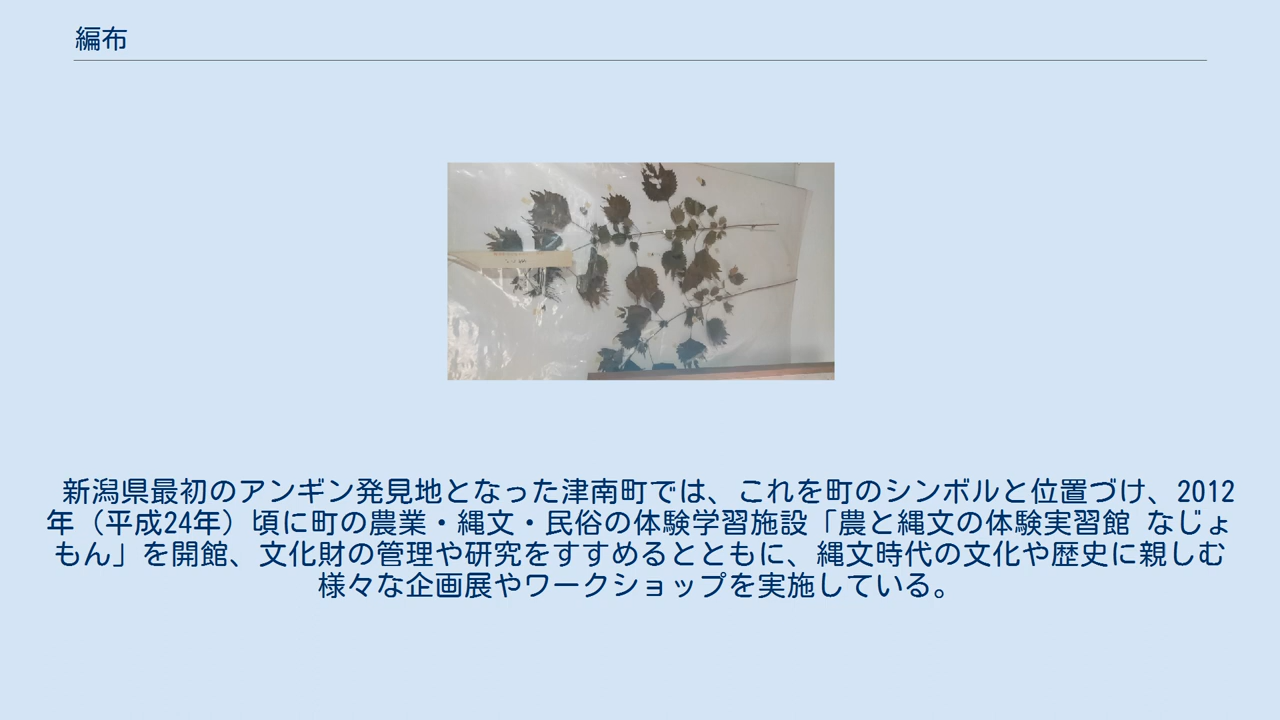 編布
新潟県最初のアンギン発見地となった津南町では、これを町のシンボルと位置づけ、2012
年（平成24年）頃に町の農業・縄文・民俗の体験学習施設「農と縄文の体験実習館 なじょ
もん」を開館、文化財の管理や研究をすすめるとともに、縄文時代の文化や歴史に親しむ
様々な企画展やワークショップを実施している。